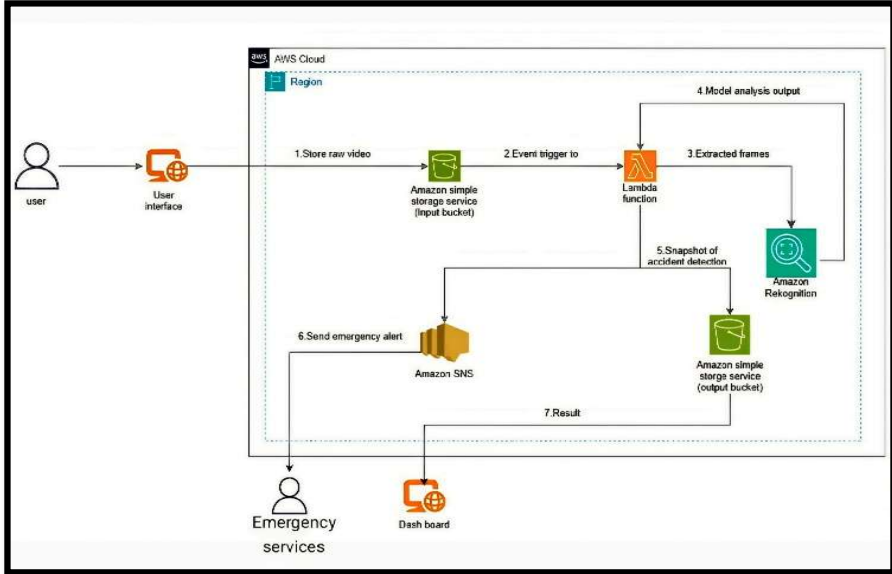 aws
AWS Cloud
Region
4.Model analysis output
1.Store raw video
2.Event trigger to
3.Extracted frames
user
User
interface
Amazon simple
storage service
(input bucket)
Lambda
function
5.Snapshot of
accident detection
Amazon
Rekognition
6.Send emergency alert
Amazon SNS
Amazon simple
storge service
(output bucket)
7.Result
Emergency
services
Dash board